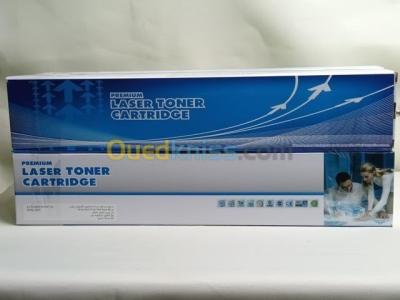 PREMIUM
LASER TONER
CARTRIDGE
Ouedkniss.com
PREMIUM
LASER TONER
CARTRIDGE